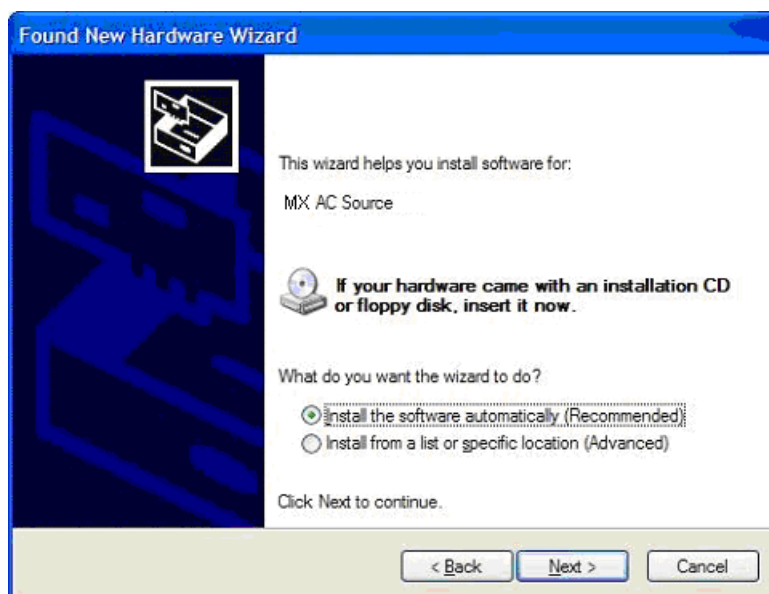 Found New Hardware Wizard
This wizard helps you install software for:
MX AC Source
If your hardware came with an installation CD
or floppy disk, insert it now.
What do you want the wizard to do?
Install the software automatically (Recommended)
Install from a list or specific location (Advanced)
Click Next to continue.
< Back
Next >
Cancel